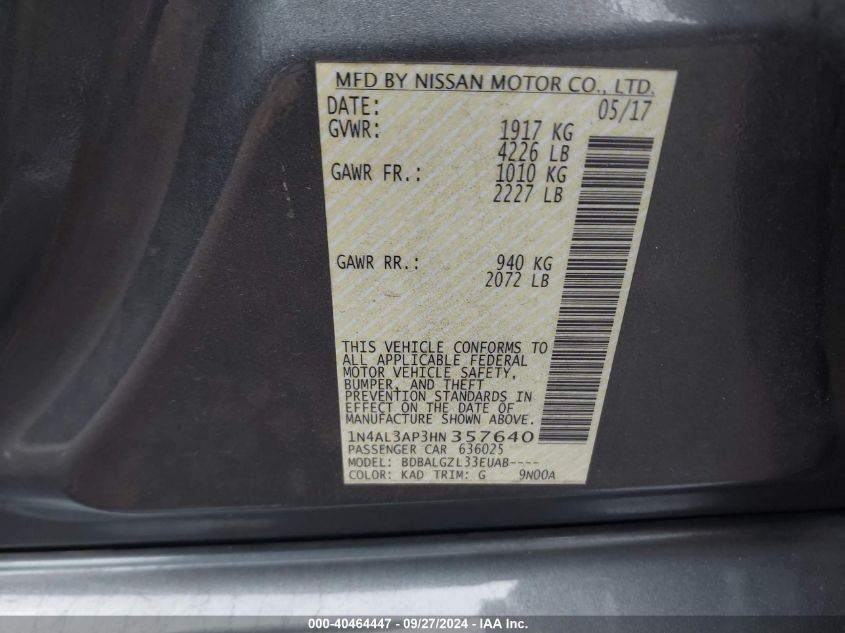 MFD BY NISSAN MOTOR CO., LTD.
DATE: 05/17
GVWR: 1917 KG
4226 LB
GAWR FR.: 1010 KG
2227 LB
GAWR RR.: 940 KG
2072 LB
THIS VEHICLE CONFORMS TO
ALL APPLICABLE FEDERAL
MOTOR VEHICLE SAFETY,
BUMPER, AND THEFT
PREVENTION STANDARDS IN
EFFECT ON THE DATE OF
MANUFACTURE SHOWN ABOVE.
1N4AL3AP3HN 357640
PASSENGER CAR 636025
MODEL: BDBALGZL33EUAB----
COLOR: KAD TRIM: G 9N00A
000-40464447 - 09/27/2024 - IAA Inc.